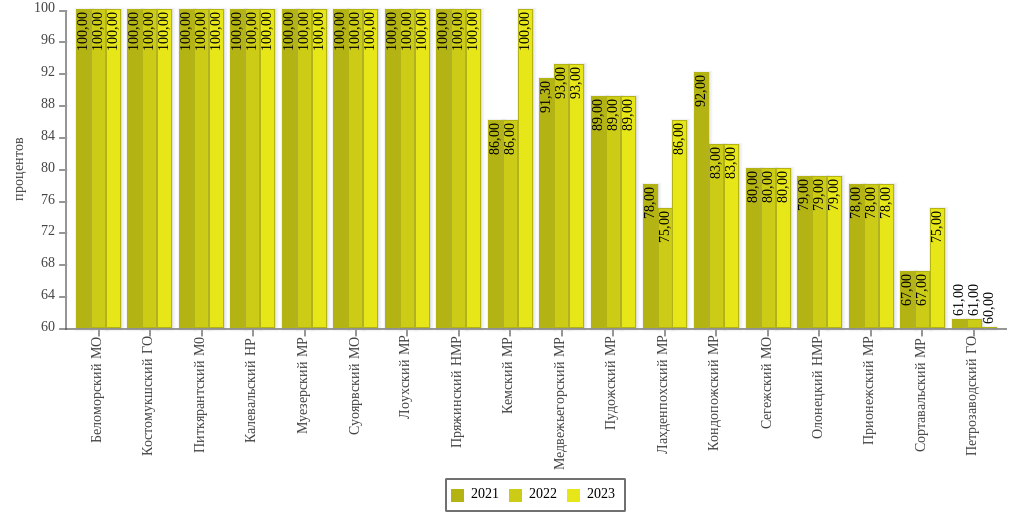 процентов
100
96
92
88
84
80
76
72
68
64
60
100,00 100,00 100,00
100,00 100,00 100,00
100,00 100,00 100,00
100,00 100,00 100,00
100,00 100,00 100,00
100,00 100,00 100,00
100,00 100,00 100,00
100,00 100,00 100,00
86,00 86,00 100,00
91,30 93,00 93,00
89,00 89,00 89,00
78,00 75,00 86,00
92,00 83,00 83,00
80,00 80,00 80,00
79,00 79,00 79,00
78,00 78,00 78,00
67,00 67,00 75,00
61,00 61,00 60,00
Беломорский МО
Костомукшский ГО
Питкярантский М0
Калевальский НР
Муезерский МР
Суоярвский МО
Лоухский МР
Пряжинский НМР
Кемский МР
Медвежьегорский МР
Пудожский МР
Лахденпохский МР
Кондопожский МР
Сегежский МО
Олонецкий НМР
Прионежский МР
Сортавальский МР
Петрозаводский ГО
2021 2022 2023